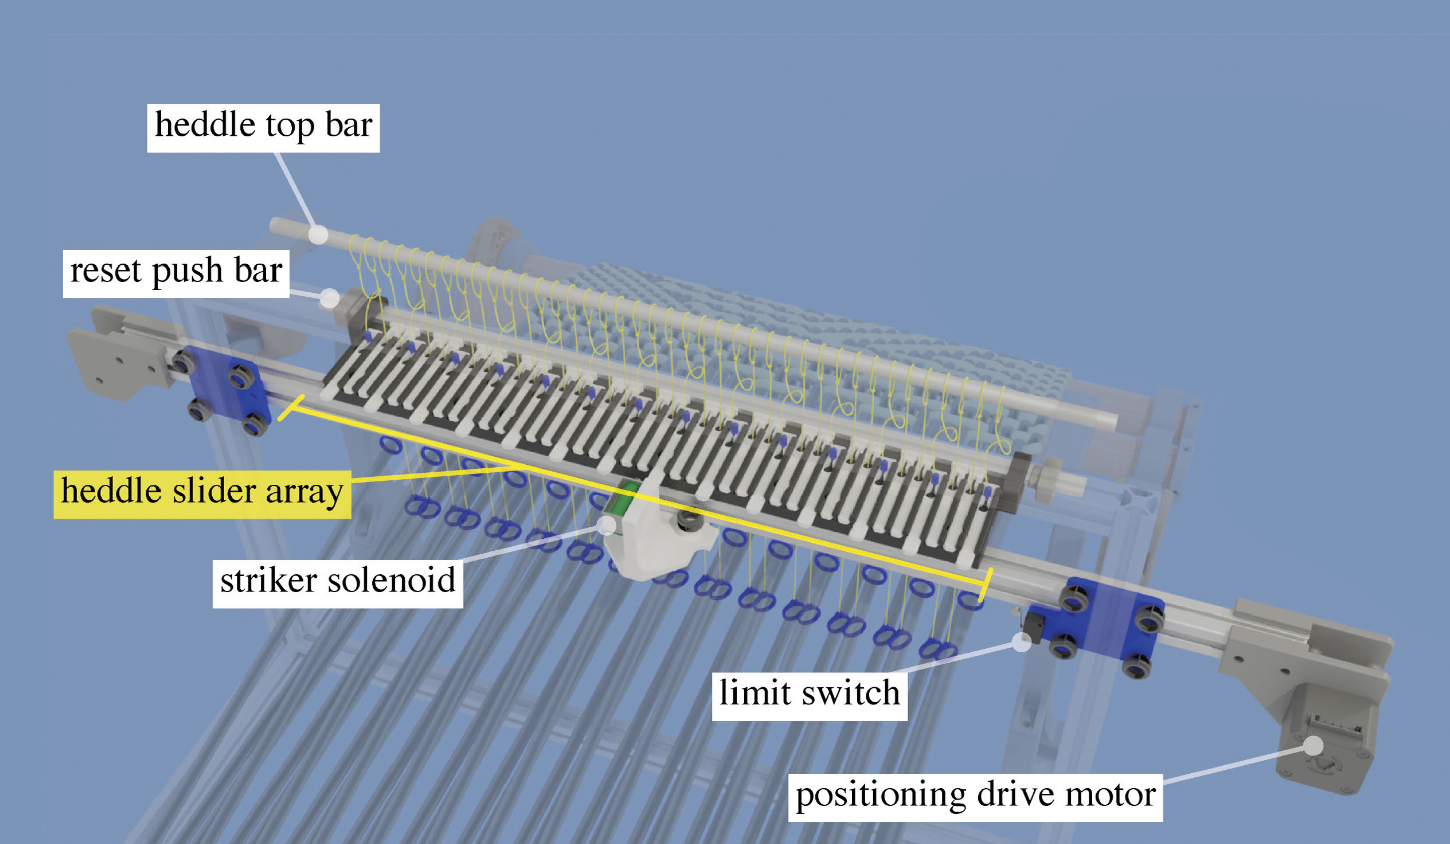 heddle top bar
reset push bar
heddle slider array
striker solenoid
limit switch
positioning drive motor